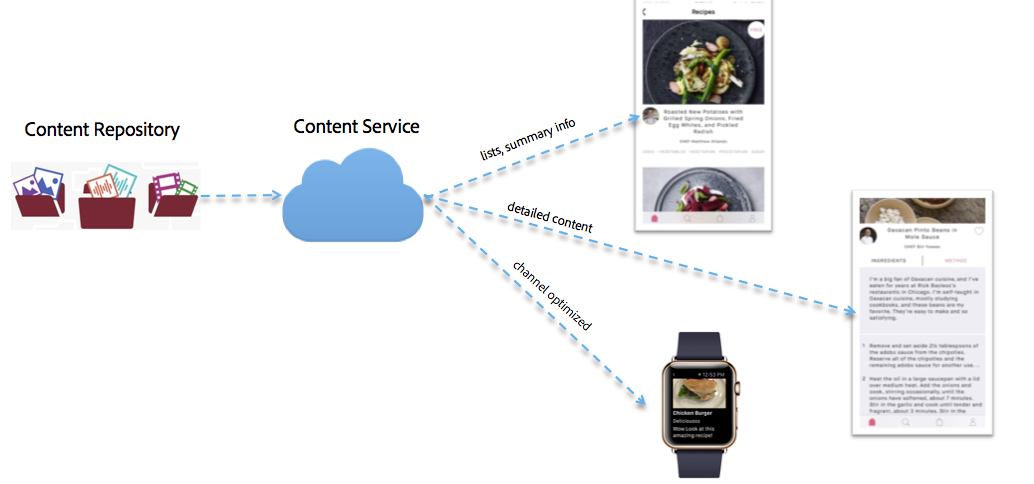 Content Repository
Content Service
lists, summary info
detailed content
channel optimized
Recipes
FREE
Roasted New Potatoes with
Grilled Spring Onions, Fried
Egg Whites, and Pickled
Radish
CHEF Matthew Orlando
VEGETABLES VEGETARIAN
Oaxacan Pinto Beans in
Mole Sauce
INGREDIENTS
METHOD
I'm a big fan of Oaxacan cuisine, and I've
eaten for years at Rick Bayless's
restaurants in Chicago. I'm self-taught in
Oaxacan cuisine, mostly studying
cookbooks, and these beans are my
favorite. They're easy to make and so
satisfying.
1 Remove and set aside 2½ tablespoons of
the adobo sauce from the chipotles.
Reserve all of the chipotles and the
remaining adobo sauce for another use, ...
2 Heat the oil in a large saucepan with a lid
over medium heat. Add the onions and
cook, stirring occasionally, until the
onions have softened, about 7 minutes.
Stir in the garlic and cook until tender and
fragrant, about 2 minutes. Stir in the
12:53 PM
Chicken Burger
Deliciousss
Wow Look at this
amazing recipe!